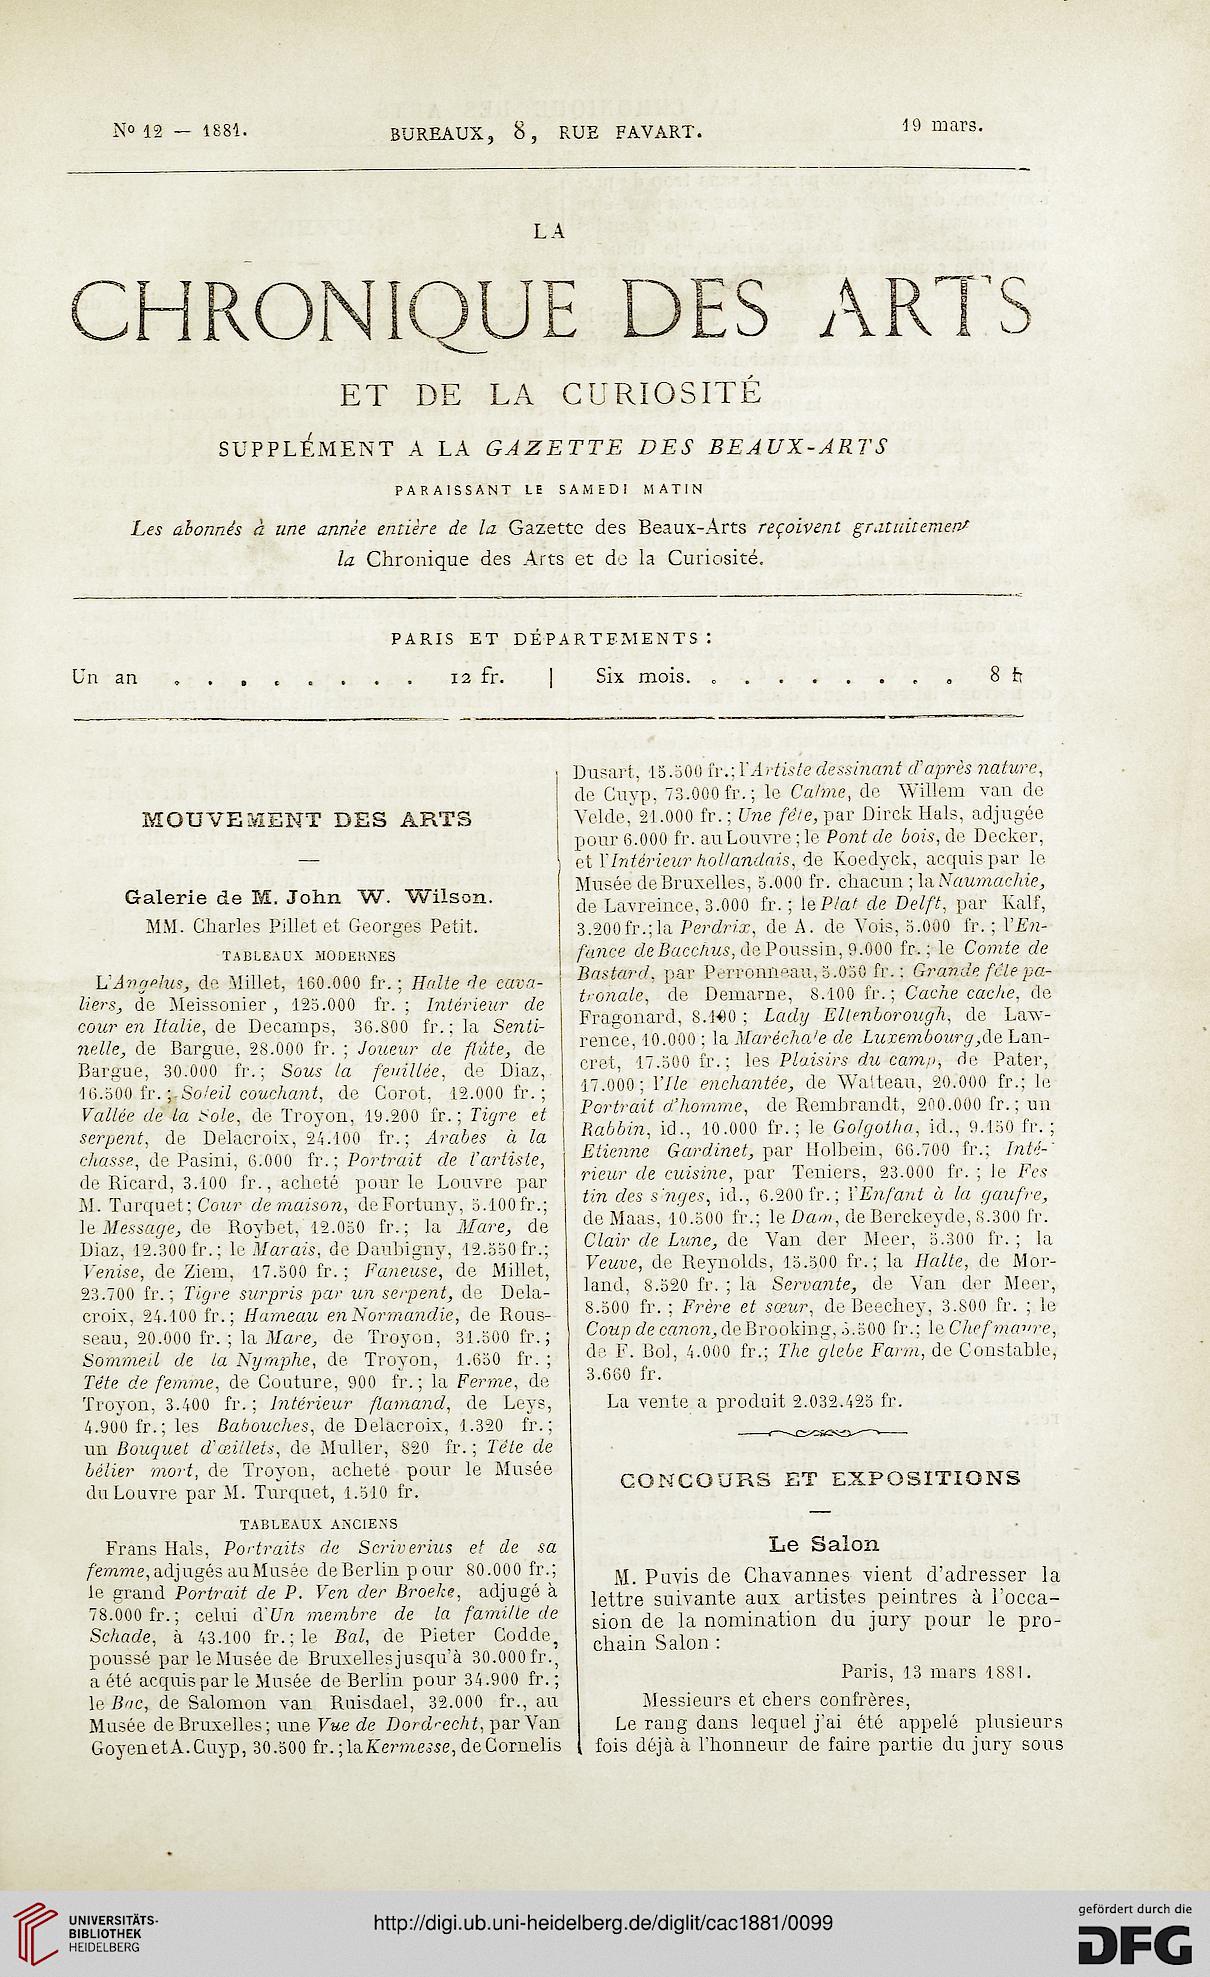 No 12 — 1881.
BUREAUX, 8, RUE FAVART.
19 mars.
LA
CHRONIQUE DES ARTS
ET DE LA CURIOSITÉ
SUPPLÉMENT A LA GAZETTE DES BEAUX-ARTS
PARAISSANT LE SAMEDI MATIN
Les abonnés à une année entière de la Gazette des Beaux-Arts reçoivent gratuitement
la Chronique des Arts et de la Curiosité.
PARIS ET DÉPARTEMENTS :
Un an . . . . . . . . 12 fr. | Six mois. . . . . . . . . 8 fr
MOUVEMENT DES ARTS
Galerie de M. John W. Wilson.
MM. Charles Pillet et Georges Petit.
TABLEAUX MODERNES
L'Angelus, de Millet, 160.000 fr. ; Halte de cava-
liers, de Meissonier , 125.000 fr. ; Intérieur de
cour en Italie, de Decamps, 36.800 fr. ; la Senti-
nelle, de Bargue, 28.000 fr. ; Joueur de flûte, de
Bargue, 30.000 fr. ; Sous la feuillée, de Diaz,
16.500 fr. ; Soleil couchant, de Corot, 12.000 fr. ;
Vallée de la Sole, de Troyon, 19.200 fr. ; Tigre et
serpent, de Delacroix, 24.100 fr. ; Arabes à la
chasse, de Pasini, 6.000 fr. ; Portrait de l'artiste,
de Ricard, 3.100 fr., acheté pour le Louvre par
M. Turquet ; Cour de maison, de Fortuny, 5.100 fr. ;
le Message, de Roybet, 12.050 fr. ; la Mare, de
Diaz, 12.300 fr. ; le Marais, de Daubigny, 12.550 fr. ;
Venise, de Ziem, 17.500 fr. ; Faneuse, de Millet,
23.700 fr. ; Tigre surpris par un serpent, de Dela-
croix, 24.100 fr. ; Hameau en Normandie, de Rous-
seau, 20.000 fr. ; la Mare, de Troyon, 31.500 fr. ;
Sommeil de la Nymphe, de Troyon, 1.650 fr. ;
Tête de femme, de Couture, 900 fr. ; la Ferme, de
Troyon, 3.400 fr. ; Intérieur flamand, de Leys,
4.900 fr. ; les Babouches, de Delacroix, 1.320 fr. ;
un Bouquet d'œillets, de Muller, 820 fr. ; Tête de
bélier mort, de Troyon, acheté pour le Musée
du Louvre par M. Turquet, 1.510 fr.
TABLEAUX ANCIENS
Frans Hals, Portraits de Scriverius et de sa
femme, adjugés au Musée de Berlin pour 80.000 fr. ;
le grand Portrait de P. Ven der Broeke, adjugé à
78.000 fr. ; celui d'Un membre de la famille de
Schade, à 43.100 fr. ; le Bal, de Pieter Codde,
poussé par le Musée de Bruxelles jusqu'à 30.000 fr.,
a été acquis par le Musée de Berlin pour 34.900 fr. ;
le Bac, de Salomon van Ruisdael, 32.000 fr., au
Musée de Bruxelles ; une Vue de Dordrecht, par Van
Goyen et A. Cuyp, 30.500 fr. ; la Kermesse, de Cornelis
Dusart, 15.500 fr. ; l'Artiste dessinant d'après nature,
de Cuyp, 73.000 fr. ; le Calme, de Willem van de
Velde, 21.000 fr. ; Une fête, par Dirck Hals, adjugée
pour 6.000 fr. au Louvre ; le Pont de bois, de Decker,
et l'Intérieur hollandais, de Koedyck, acquis par le
Musée de Bruxelles, 5.000 fr. chacun ; la Naumachie,
de Lavreince, 3.000 fr. ; le Plat de Delft, par Kalf,
3.200 fr. ; la Perdrix, de A. de Vois, 5.000 fr. ; l'En-
fance de Bacchus, de Poussin, 9.000 fr. ; le Comte de
Bastard, par Perronneau, 5.050 fr. ; Grande fête pa-
tronale, de Demarne, 8.100 fr. ; Cache cache, de
Fragonard, 8.100 ; Lady Ellenborough, de Law-
rence, 10.000 ; la Maréchale de Luxembourg, de Lan-
cret, 17.500 fr. ; les Plaisirs du camp, de Pater,
17.000 ; l'Ile enchantée, de Watteau, 20.000 fr. ; le
Portrait d'homme, de Rembrandt, 200.000 fr. ; un
Rabbin, id., 10.000 fr. ; le Golgotha, id., 9.150 fr. ;
Etienne Gardinet, par Holbein, 66.700 fr. ; Inté-
rieur de cuisine, par Teniers, 23.000 fr. ; le Fes
tin des singes, id., 6.200 fr. ; l'Enfant à la gaufre,
de Maas, 10.500 fr. ; le Dam, de Berckeyde, 8.300 fr.
Clair de Lune, de Van der Meer, 5.300 fr. ; la
Veuve, de Reynolds, 15.500 fr. ; la Halte, de Mor-
land, 8.520 fr. ; la Servante, de Van der Meer,
8.500 fr. ; Frère et sœur, de Beechey, 3.800 fr. ; le
Coup de canon, de Brooking, 5.500 fr. ; le Chef maure,
de F. Bol, 4.000 fr. ; The glebe Farm, de Constable,
3.660 fr.
La vente a produit 2.032.425 fr.
CONCOURS ET EXPOSITIONS
Le Salon
M. Puvis de Chavannes vient d'adresser la
lettre suivante aux artistes peintres à l'occa-
sion de la nomination du jury pour le pro-
chain Salon :
Paris, 13 mars 1881.
Messieurs et chers confrères,
Le rang dans lequel j'ai été appelé plusieurs
fois déjà à l'honneur de faire partie du jury sous
UNIVERSITÄTS-
BIBLIOTHEK
HEIDELBERG
http://digi.ub.uni-heidelberg.de/diglit/cac1881/0099
gefördert durch die
DFG